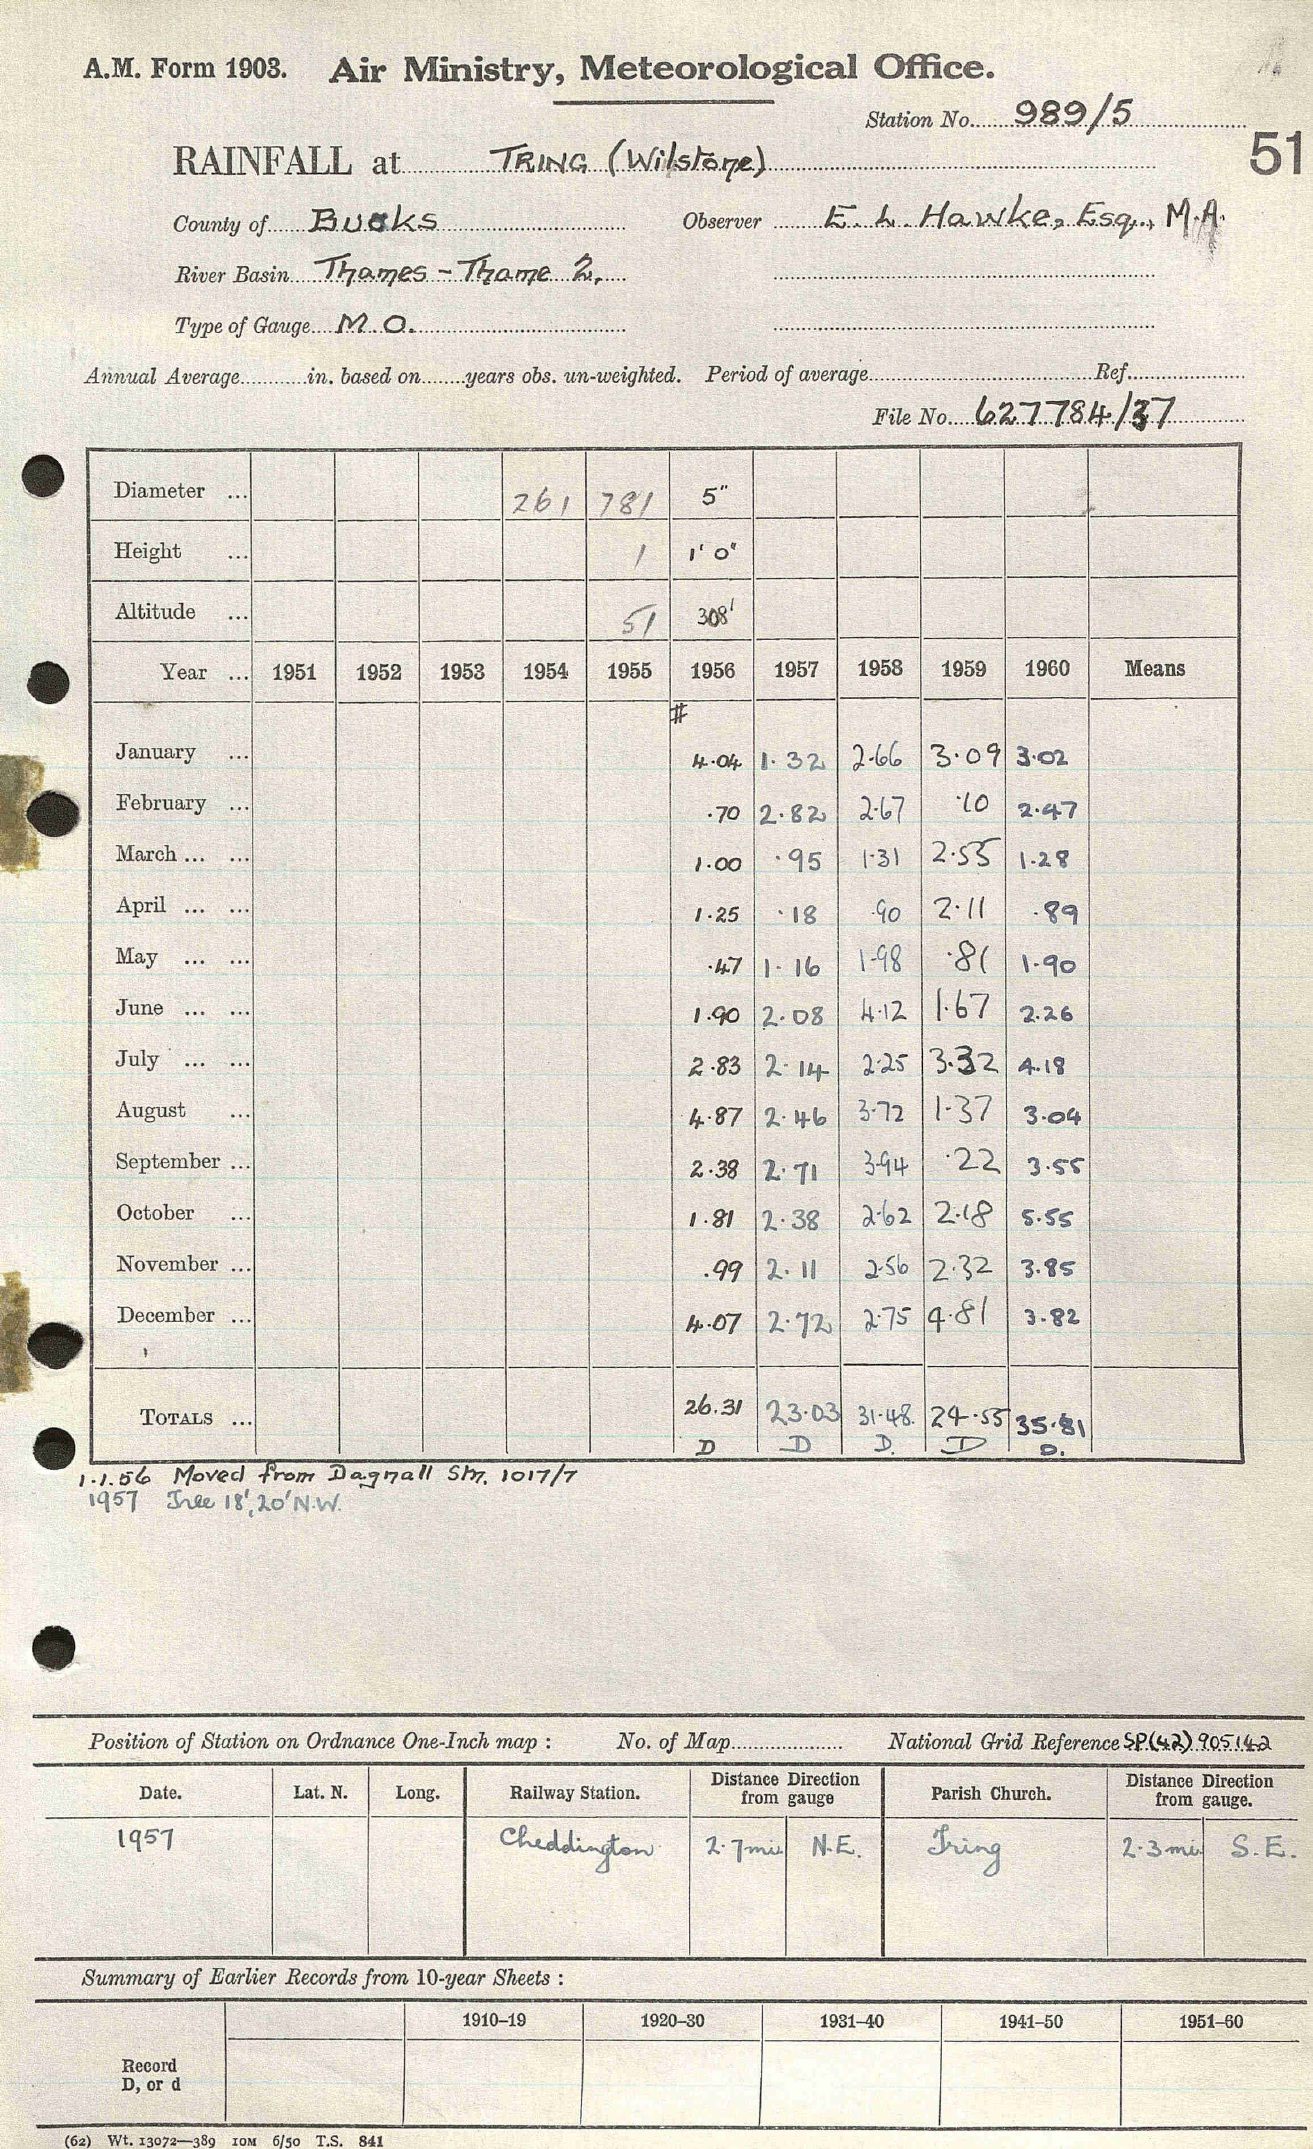 A.M. Form 1903. Air Ministry, Meteorological Office.
Station No. 989/5
RAINFALL at TRING (Wilstone)
51
County of Bucks Observer E. L. Hawke, Esq., M.A.
River Basin Thames - Thame 2.
Type of Gauge M.O.
Annual Average in. based on years obs. un-weighted. Period of average Ref.
File No. 627784/37
Diameter ... 261 781 5"
Height ... 1 1' 0"
Altitude ... 51 308'
Year ... 1951 1952 1953 1954 1955 1956 1957 1958 1959 1960 Means
#
January ... 4.04 1.32 2.66 3.09 3.02
February ... .70 2.82 2.67 .10 2.47
March ... ... 1.00 .95 1.31 2.55 1.28
April ... ... 1.25 .18 .90 2.11 .89
May ... ... .47 1.16 1.98 .81 1.90
June ... ... 1.90 2.08 4.12 1.67 2.26
July ... ... 2.83 2.14 2.25 3.32 4.18
August ... 4.87 2.46 3.72 1.37 3.04
September ... 2.38 2.71 3.94 .22 3.55
October ... 1.81 2.38 2.62 2.18 5.55
November ... .99 2.11 2.56 2.32 3.85
December ... 4.07 2.72 2.75 4.81 3.82
TOTALS ... 26.31 23.03 31.48 24.55 35.81
D D D. D D.
1.1.56 Moved from Dagnall Stn. 1017/7
1957 Tree 18', 20' N.W.
Position of Station on Ordnance One-Inch map : No. of Map National Grid Reference SP(42)905142
Date. Lat. N. Long. Railway Station. Distance Direction from gauge Parish Church. Distance Direction from gauge.
1957 Cheddington 2.7mi N.E. Tring 2.3mi S.E.
Summary of Earlier Records from 10-year Sheets :
1910–19 1920–30 1931–40 1941–50 1951–60
Record
D, or d
(62) Wt. 13072—389 10M 6/50 T.S. 841